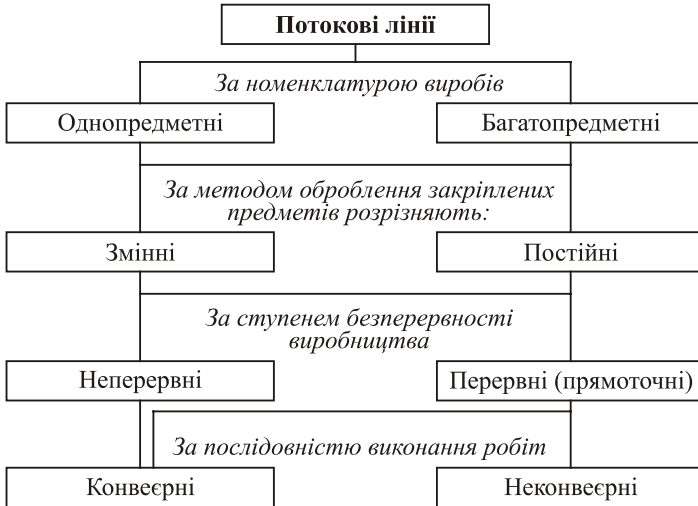 Потокові лінії
За номенклатурою виробів
Однопредметні
Багатопредметні
За методом оброблення закріплених
предметів розрізняють:
Змінні
Постійні
За ступенем безперервності
виробництва
Неперервні
Перервні (прямоточні)
За послідовністю виконання робіт
Конвеєрні
Неконвеєрні